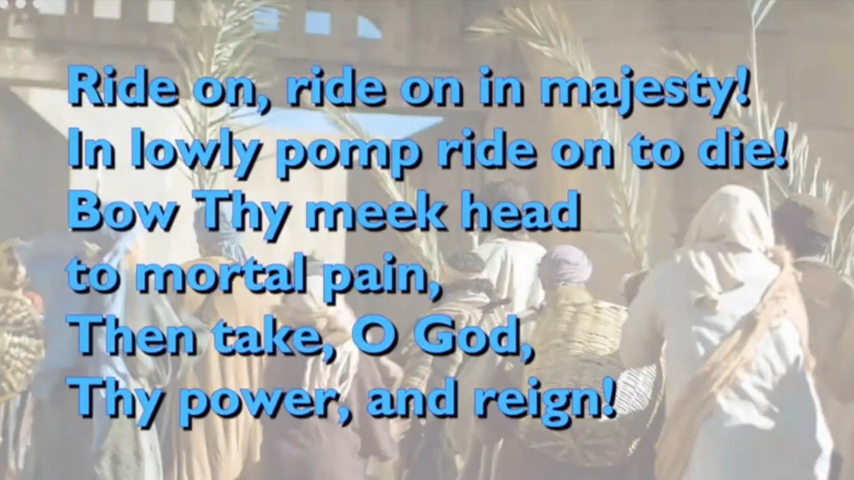 Ride on, ride on in majesty!
In lowly pomp ride on to die!
Bow Thy meek head
to mortal pain,
Then take, O God,
Thy power, and reign!